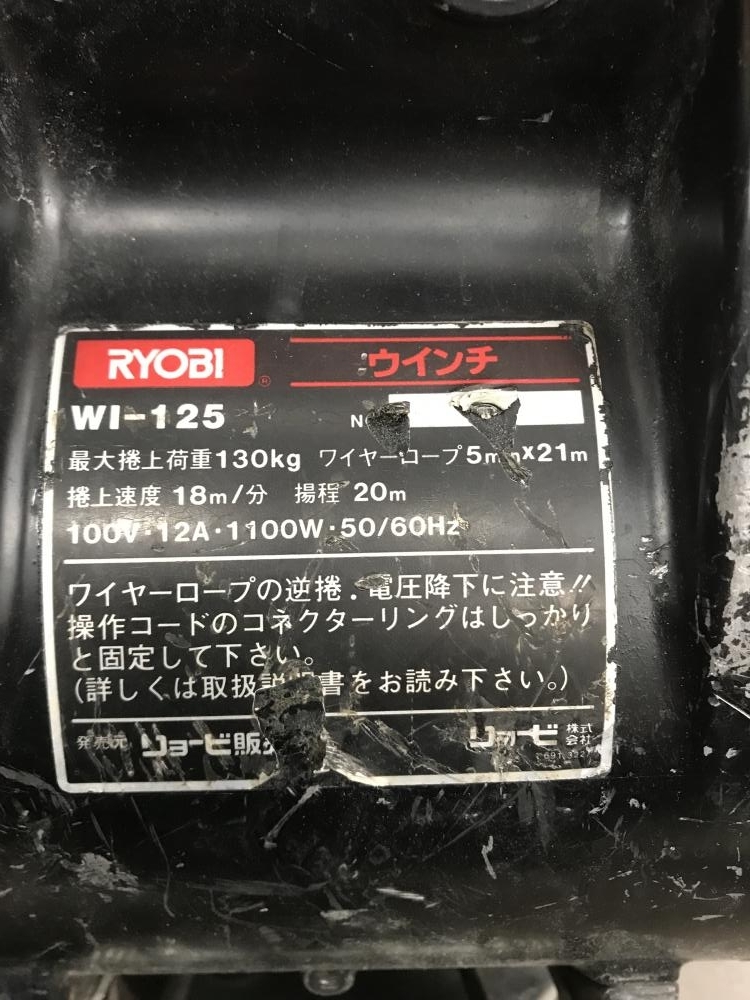 RYOBI® ウインチ
WI-125 NO
最大捲上荷重130kg ワイヤーロープ5mm×21m
捲上速度 18m/分 揚程 20m
100V・12A・1100W・50/60Hz
ワイヤーロープの逆捲・電圧降下に注意!!
操作コードのコネクターリングはしっかり
と固定して下さい。
(詳しくは取扱説明書をお読み下さい。)
発売元 リョービ販 リョービ 株式
会社